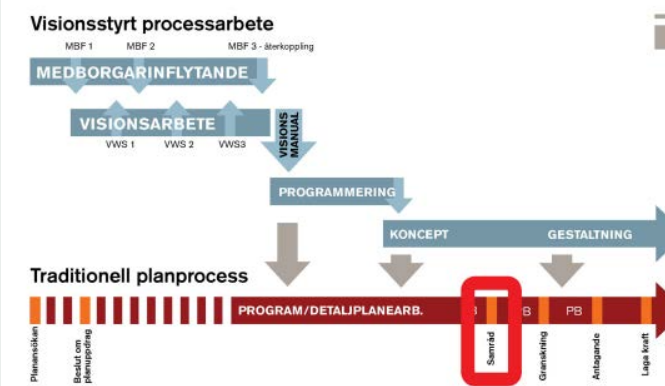 Visionsstyrt processarbete
MBF 1
MBF 2
MBF 3 - återkoppling
MEDBORGARINFLYTANDE
VISIONSARBETE
VWS 1
VWS 2
VWS3
VISIONS
MANUAL
PROGRAMMERING
KONCEPT
GESTALTNING
Traditionell planprocess
PROGRAM/DETALJPLANEARB.
PB
Planansökan
Beslut om
planuppdrag
Samråd
Granskning
Antagande
Laga kraft